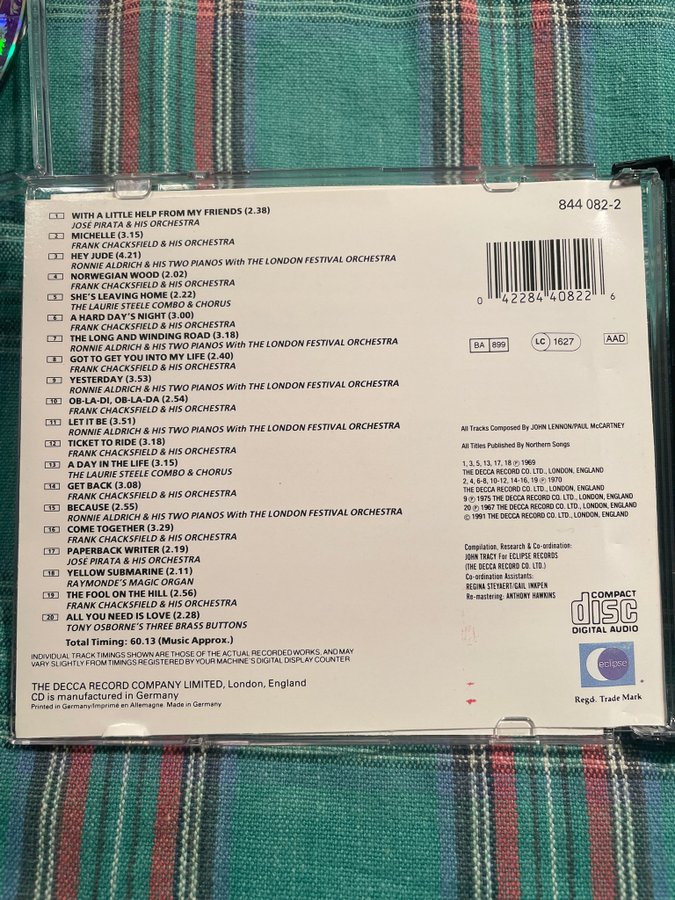 844 082-2
1 WITH A LITTLE HELP FROM MY FRIENDS (2.38)
JOSÉ PIRATA & HIS ORCHESTRA
2 MICHELLE (3.15)
FRANK CHACKSFIELD & HIS ORCHESTRA
3 HEY JUDE (4.21)
RONNIE ALDRICH & HIS TWO PIANOS With THE LONDON FESTIVAL ORCHESTRA
4 NORWEGIAN WOOD (2.02)
FRANK CHACKSFIELD & HIS ORCHESTRA
5 SHE'S LEAVING HOME (2.22)
THE LAURIE STEELE COMBO & CHORUS
6 A HARD DAY'S NIGHT (3.00)
FRANK CHACKSFIELD & HIS ORCHESTRA
7 THE LONG AND WINDING ROAD (3.18)
RONNIE ALDRICH & HIS TWO PIANOS With THE LONDON FESTIVAL ORCHESTRA
8 GOT TO GET YOU INTO MY LIFE (2.40)
FRANK CHACKSFIELD & HIS ORCHESTRA
9 YESTERDAY (3.53)
RONNIE ALDRICH & HIS TWO PIANOS With THE LONDON FESTIVAL ORCHESTRA
10 OB-LA-DI, OB-LA-DA (2.54)
FRANK CHACKSFIELD & HIS ORCHESTRA
11 LET IT BE (3.51)
RONNIE ALDRICH & HIS TWO PIANOS With THE LONDON FESTIVAL ORCHESTRA
12 TICKET TO RIDE (3.18)
FRANK CHACKSFIELD & HIS ORCHESTRA
13 A DAY IN THE LIFE (3.15)
THE LAURIE STEELE COMBO & CHORUS
14 GET BACK (3.08)
FRANK CHACKSFIELD & HIS ORCHESTRA
15 BECAUSE (2.55)
RONNIE ALDRICH & HIS TWO PIANOS With THE LONDON FESTIVAL ORCHESTRA
16 COME TOGETHER (3.29)
FRANK CHACKSFIELD & HIS ORCHESTRA
17 PAPERBACK WRITER (2.19)
JOSÉ PIRATA & HIS ORCHESTRA
18 YELLOW SUBMARINE (2.11)
RAYMONDE'S MAGIC ORGAN
19 THE FOOL ON THE HILL (2.56)
FRANK CHACKSFIELD & HIS ORCHESTRA
20 ALL YOU NEED IS LOVE (2.28)
TONY OSBORNE'S THREE BRASS BUTTONS
Total Timing: 60.13 (Music Approx.)
INDIVIDUAL TRACK TIMINGS SHOWN ARE THOSE OF THE ACTUAL RECORDED WORKS, AND MAY
VARY SLIGHTLY FROM TIMINGS REGISTERED BY YOUR MACHINE'S DIGITAL DISPLAY COUNTER
THE DECCA RECORD COMPANY LIMITED, London, England
CD is manufactured in Germany
Printed in Germany/Imprimé en Allemagne. Made in Germany
0 42284 40822 6
BA 899
LC 1627
AAD
All Tracks Composed By JOHN LENNON/PAUL McCARTNEY
All Titles Published By Northern Songs
1, 3, 5, 13, 17, 18 ℗ 1969
THE DECCA RECORD CO. LTD., LONDON, ENGLAND
2, 4, 6-8, 10-12, 14-16, 19 ℗ 1970
THE DECCA RECORD CO. LTD., LONDON, ENGLAND
9 ℗ 1975 THE DECCA RECORD CO. LTD., LONDON, ENGLAND
20 ℗ 1967 THE DECCA RECORD CO. LTD., LONDON, ENGLAND
© 1991 THE DECCA RECORD CO. LTD., LONDON, ENGLAND
Compilation, Research & Co-ordination:
JOHN TRACY For ECLIPSE RECORDS
(THE DECCA RECORD CO. LTD.)
Co-ordination Assistants:
REGINA STEYAERT/GAIL INKPEN
Re-mastering: ANTHONY HAWKINS
COMPACT
disc
DIGITAL AUDIO
eclipse
Regd. Trade Mark